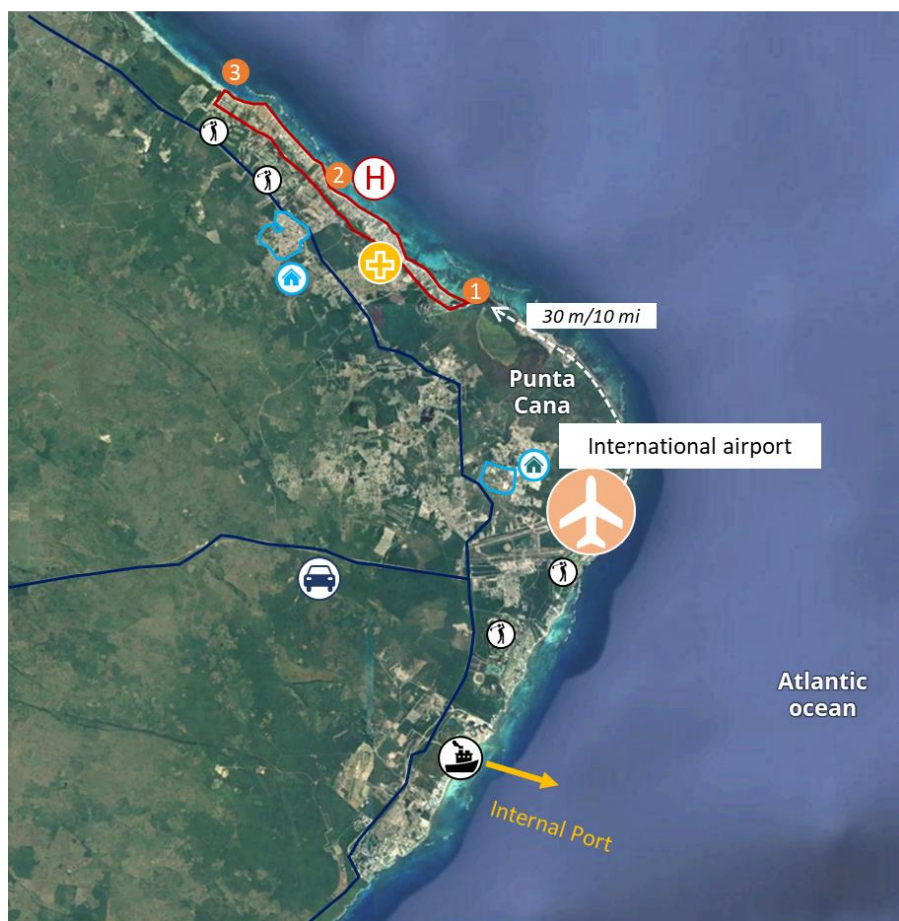 3
2
H
1
30 m/10 mi
Punta
Cana
International airport
Atlantic
ocean
Internal Port